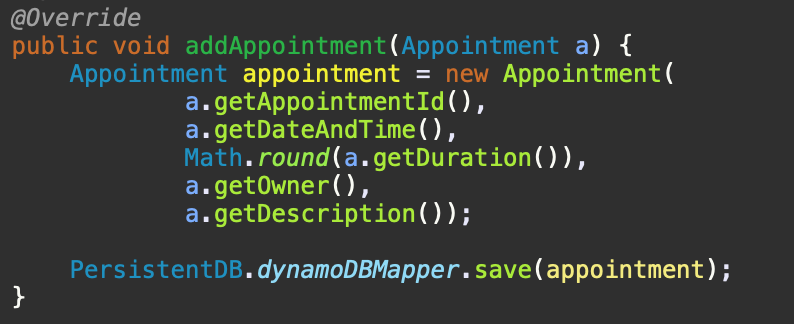 @Override
public void addAppointment(Appointment a) {
    Appointment appointment = new Appointment(
            a.getAppointmentId(),
            a.getDateAndTime(),
            Math.round(a.getDuration()),
            a.getOwner(),
            a.getDescription());

    PersistentDB.dynamoDBMapper.save(appointment);
}